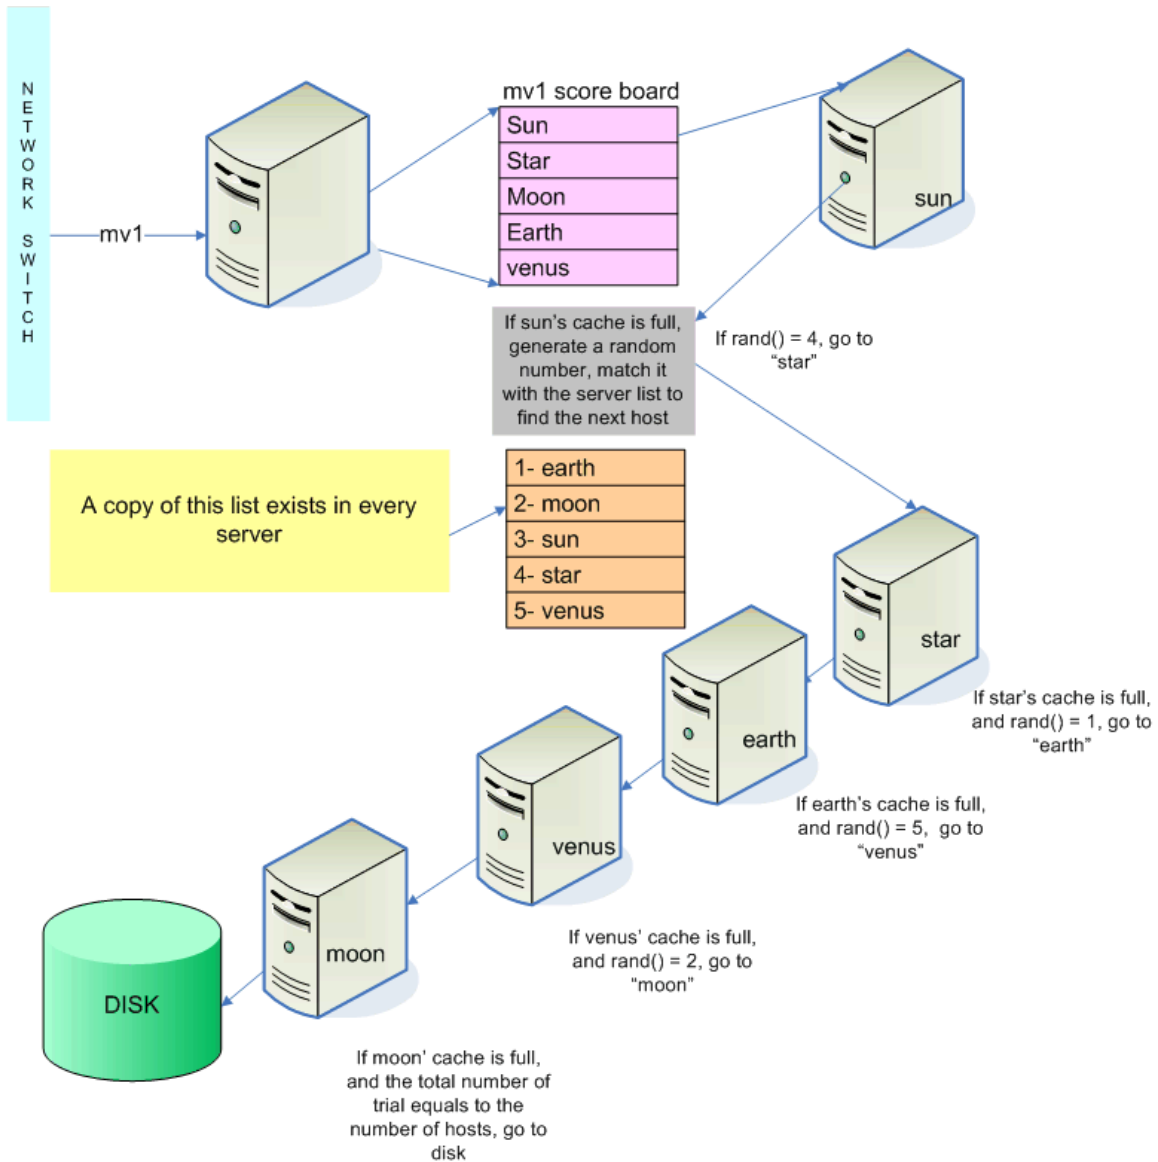 NETWORK SWITCH
mv1
mv1 score board
Sun
Star
Moon
Earth
venus
sun
If sun's cache is full,
generate a random
number, match it
with the server list to
find the next host
If rand() = 4, go to
“star”
A copy of this list exists in every
server
1- earth
2- moon
3- sun
4- star
5- venus
star
If star's cache is full,
and rand() = 1, go to
“earth”
earth
If earth's cache is full,
and rand() = 5, go to
“venus”
venus
If venus' cache is full,
and rand() = 2, go to
“moon”
moon
DISK
If moon' cache is full,
and the total number of
trial equals to the
number of hosts, go to
disk